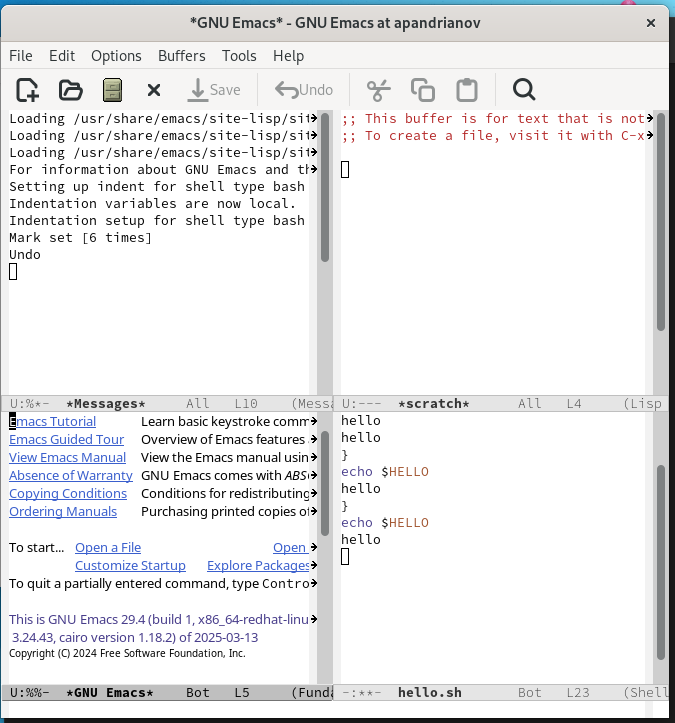 *GNU Emacs* - GNU Emacs at apandrianov
File Edit Options Buffers Tools Help
Save Undo
Loading /usr/share/emacs/site-lisp/sit
Loading /usr/share/emacs/site-lisp/sit
Loading /usr/share/emacs/site-lisp/sit
For information about GNU Emacs and th
Setting up indent for shell type bash
Indentation variables are now local.
Indentation setup for shell type bash
Mark set [6 times]
Undo
U:%*- *Messages* All L10 (Messa
;; This buffer is for text that is not
;; To create a file, visit it with C-x
U:--- *scratch* All L4 (Lisp
Emacs Tutorial Learn basic keystroke comm
Emacs Guided Tour Overview of Emacs features
View Emacs Manual View the Emacs manual usin
Absence of Warranty GNU Emacs comes with ABS
Copying Conditions Conditions for redistributing
Ordering Manuals Purchasing printed copies of
To start... Open a File Open
Customize Startup Explore Packages
To quit a partially entered command, type Contro
This is GNU Emacs 29.4 (build 1, x86_64-redhat-linu
3.24.43, cairo version 1.18.2) of 2025-03-13
Copyright (C) 2024 Free Software Foundation, Inc.
U:%%- *GNU Emacs* Bot L5 (Funda
hello
hello
}
echo $HELLO
hello
}
echo $HELLO
hello
-:**- hello.sh Bot L23 (Shell